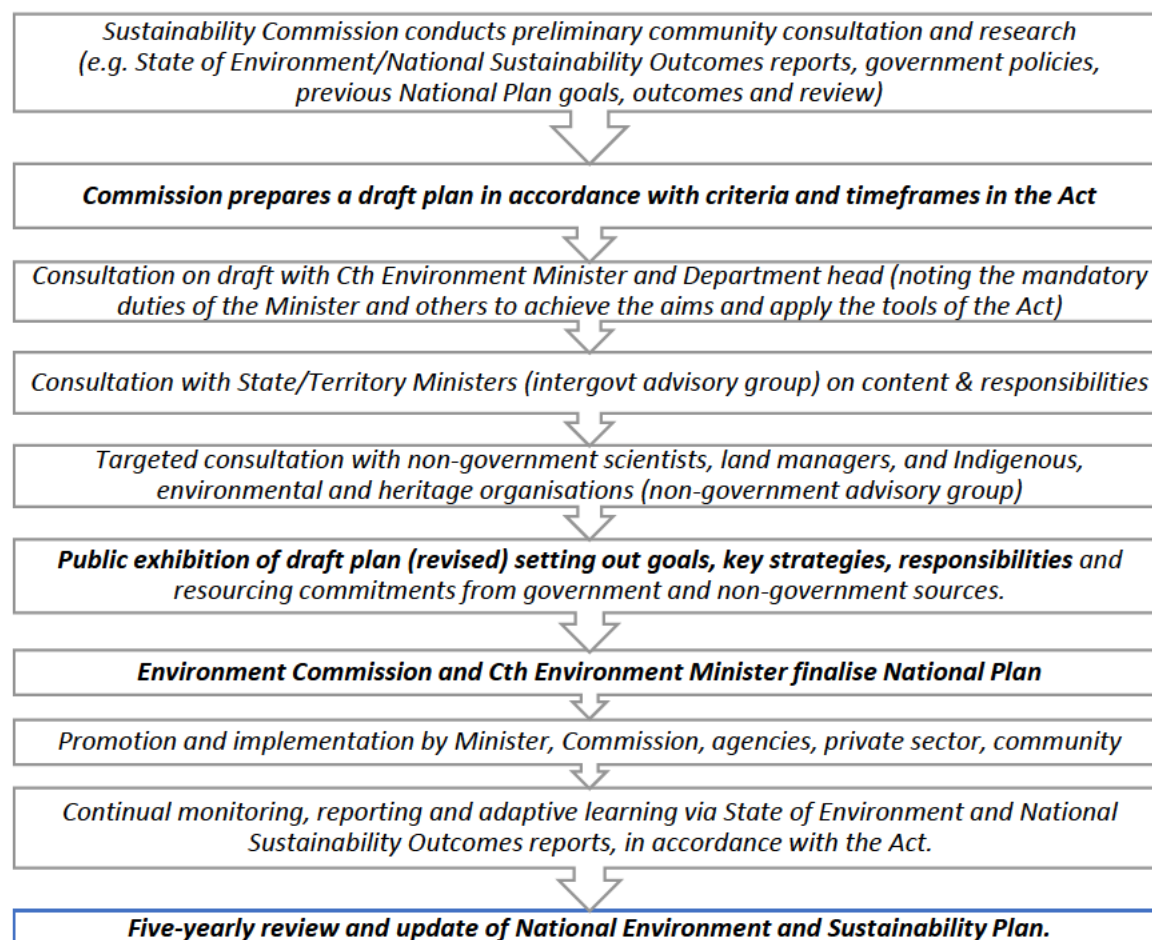 Sustainability Commission conducts preliminary community consultation and research
(e.g. State of Environment/National Sustainability Outcomes reports, government policies,
previous National Plan goals, outcomes and review)
Commission prepares a draft plan in accordance with criteria and timeframes in the Act
Consultation on draft with Cth Environment Minister and Department head (noting the mandatory
duties of the Minister and others to achieve the aims and apply the tools of the Act)
Consultation with State/Territory Ministers (intergovt advisory group) on content & responsibilities
Targeted consultation with non-government scientists, land managers, and Indigenous,
environmental and heritage organisations (non-government advisory group)
Public exhibition of draft plan (revised) setting out goals, key strategies, responsibilities and
resourcing commitments from government and non-government sources.
Environment Commission and Cth Environment Minister finalise National Plan
Promotion and implementation by Minister, Commission, agencies, private sector, community
Continual monitoring, reporting and adaptive learning via State of Environment and National
Sustainability Outcomes reports, in accordance with the Act.
Five-yearly review and update of National Environment and Sustainability Plan.